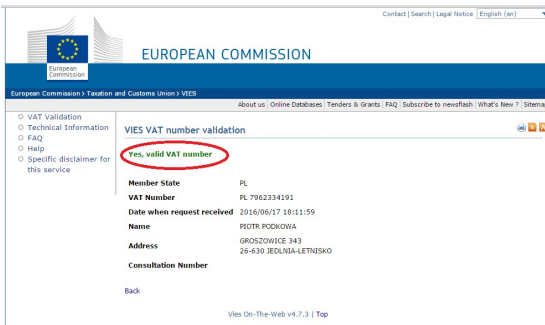 Contact | Search | Legal Notice English (en)
EUROPEAN COMMISSION
European
Commission
European Commission > Taxation and Customs Union > VIES
About us Online Databases Tenders & Grants FAQ Subscribe to newsflash What's New ? Sitema
VAT Validation
Technical Information
FAQ
Help
Specific disclaimer for
this service
VIES VAT number validation
Yes, valid VAT number
Member State PL
VAT Number PL 7962334191
Date when request received 2016/06/17 18:11:59
Name PIOTR PODKOWA
Address GROSZOWICE 343
26-630 JEDLNIA-LETNISKO
Consultation Number
Back
Vies On-The-Web v4.7.3 | Top